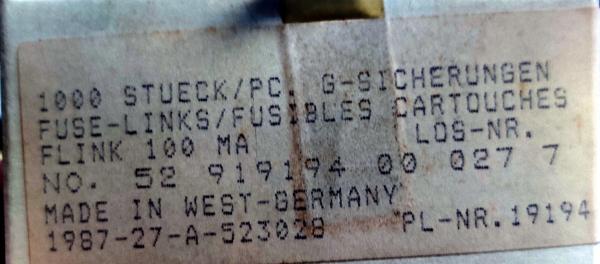 1000 STUECK/PC. G-SICHERUNGEN
FUSE-LINKS/FUSIBLES CARTOUCHES
FLINK 100 MA LOS-NR.
NO. 52 919194 00 027 7
MADE IN WEST-GERMANY
1987-27-A-523028 PL-NR.19194